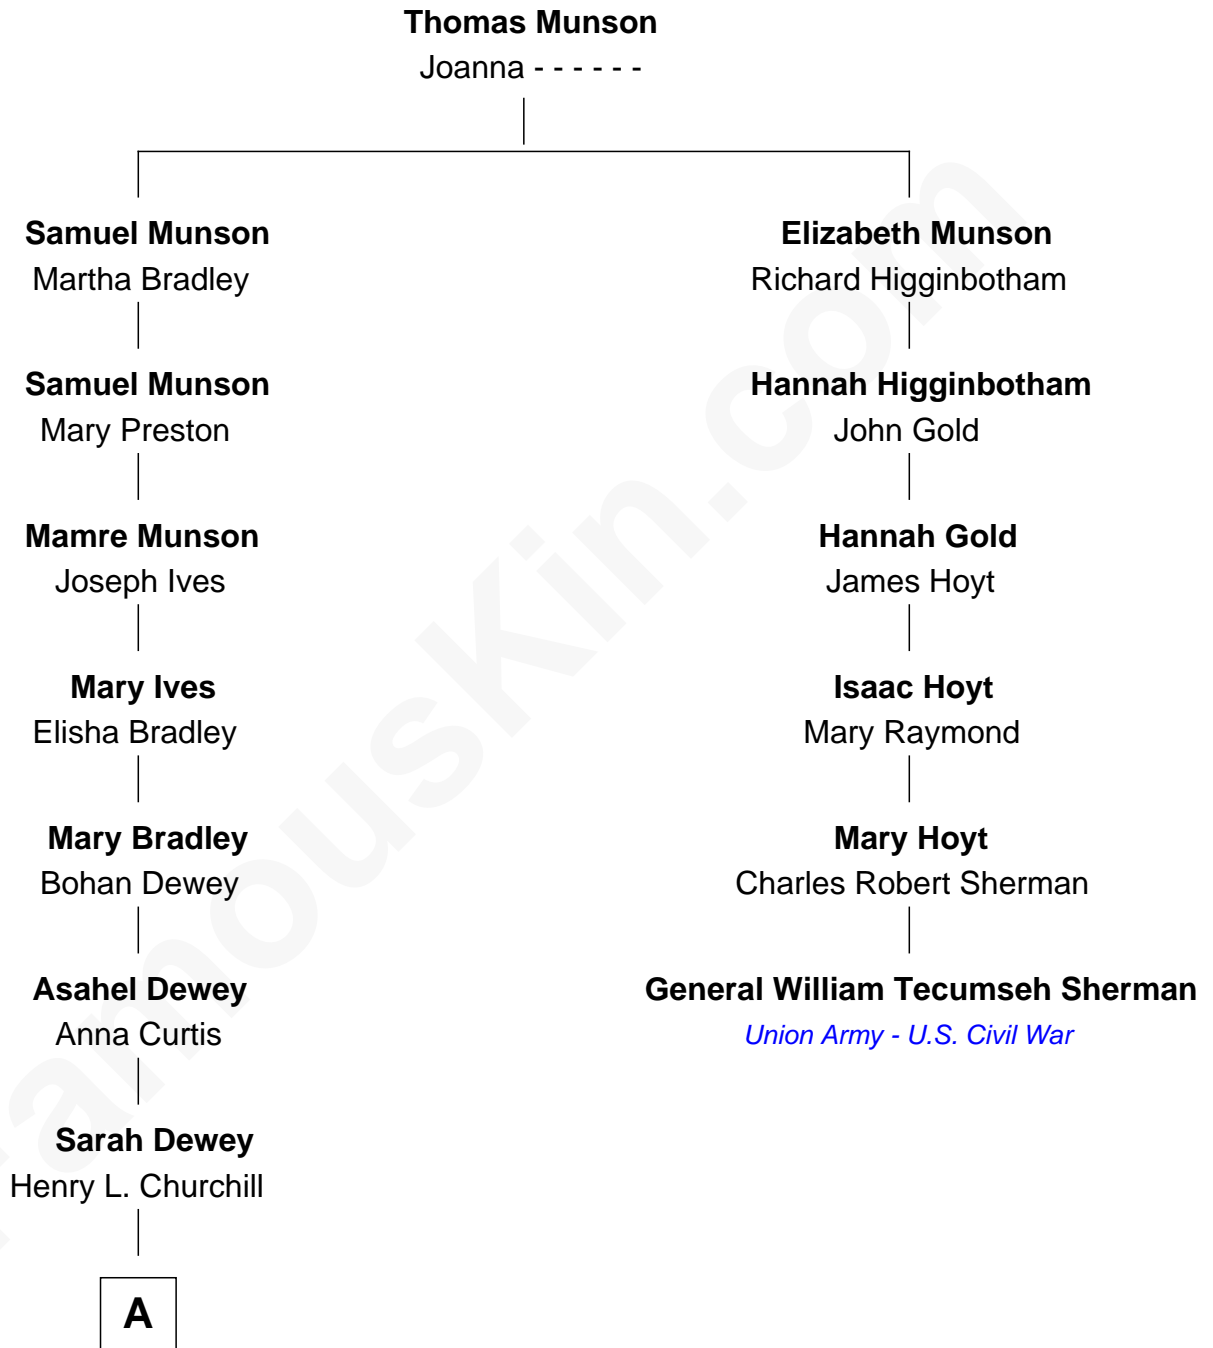 Thomas Munson
Joanna - - - - - -
Samuel Munson
Martha Bradley
Elizabeth Munson
Richard Higginbotham
Samuel Munson
Mary Preston
Hannah Higginbotham
John Gold
Mamre Munson
Joseph Ives
Hannah Gold
James Hoyt
Mary Ives
Elisha Bradley
Isaac Hoyt
Mary Raymond
Mary Bradley
Bohan Dewey
Mary Hoyt
Charles Robert Sherman
Asahel Dewey
Anna Curtis
General William Tecumseh Sherman
Union Army - U.S. Civil War
Sarah Dewey
Henry L. Churchill
A
FamousKin.com